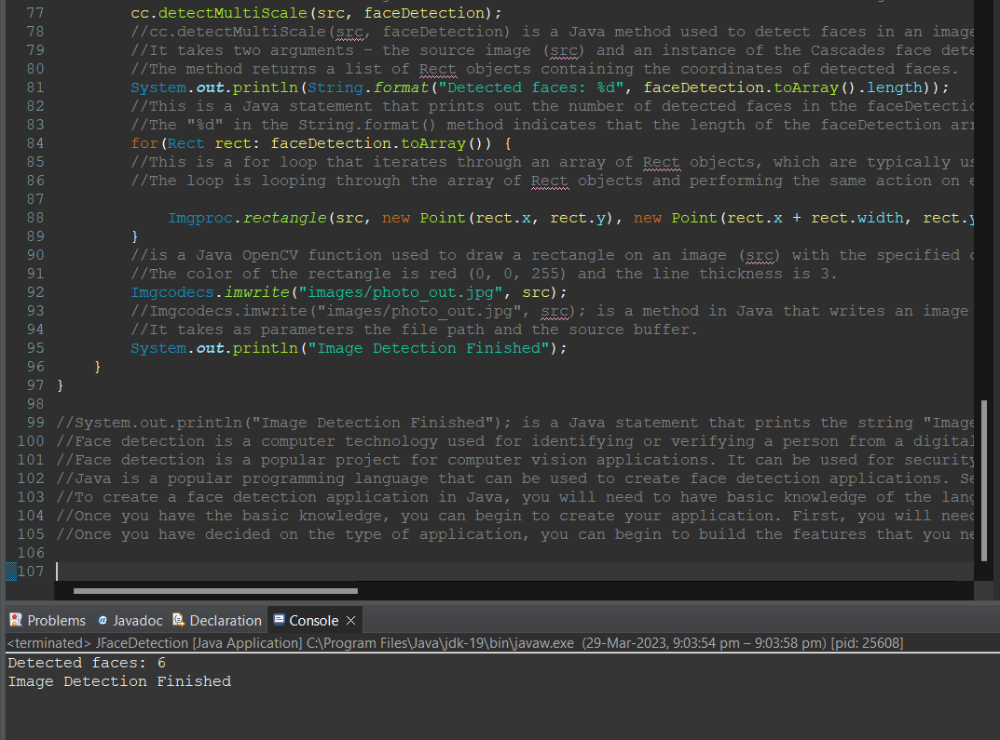 77 cc.detectMultiScale(src, faceDetection);
78 //cc.detectMultiScale(src, faceDetection) is a Java method used to detect faces in an image
79 //It takes two arguments – the source image (src) and an instance of the Cascades face dete
80 //The method returns a list of Rect objects containing the coordinates of detected faces.
81 System.out.println(String.format("Detected faces: %d", faceDetection.toArray().length));
82 //This is a Java statement that prints out the number of detected faces in the faceDetectio
83 //The "%d" in the String.format() method indicates that the length of the faceDetection arr
84 for(Rect rect: faceDetection.toArray()) {
85 //This is a for loop that iterates through an array of Rect objects, which are typically us
86 //The loop is looping through the array of Rect objects and performing the same action on e
87
88 Imgproc.rectangle(src, new Point(rect.x, rect.y), new Point(rect.x + rect.width, rect.y
89 }
90 //is a Java OpenCV function used to draw a rectangle on an image (src) with the specified c
91 //The color of the rectangle is red (0, 0, 255) and the line thickness is 3.
92 Imgcodecs.imwrite("images/photo_out.jpg", src);
93 //Imgcodecs.imwrite("images/photo_out.jpg", src); is a method in Java that writes an image
94 //It takes as parameters the file path and the source buffer.
95 System.out.println("Image Detection Finished");
96 }
97 }
98
99 //System.out.println("Image Detection Finished"); is a Java statement that prints the string "Image
100 //Face detection is a computer technology used for identifying or verifying a person from a digital
101 //Face detection is a popular project for computer vision applications. It can be used for security
102 //Java is a popular programming language that can be used to create face detection applications. Se
103 //To create a face detection application in Java, you will need to have basic knowledge of the lang
104 //Once you have the basic knowledge, you can begin to create your application. First, you will need
105 //Once you have decided on the type of application, you can begin to build the features that you ne
106
107
Problems @ Javadoc Declaration Console
<terminated> JFaceDetection [Java Application] C:\Program Files\Java\jdk-19\bin\javaw.exe (29-Mar-2023, 9:03:54 pm – 9:03:58 pm) [pid: 25608]
Detected faces: 6
Image Detection Finished